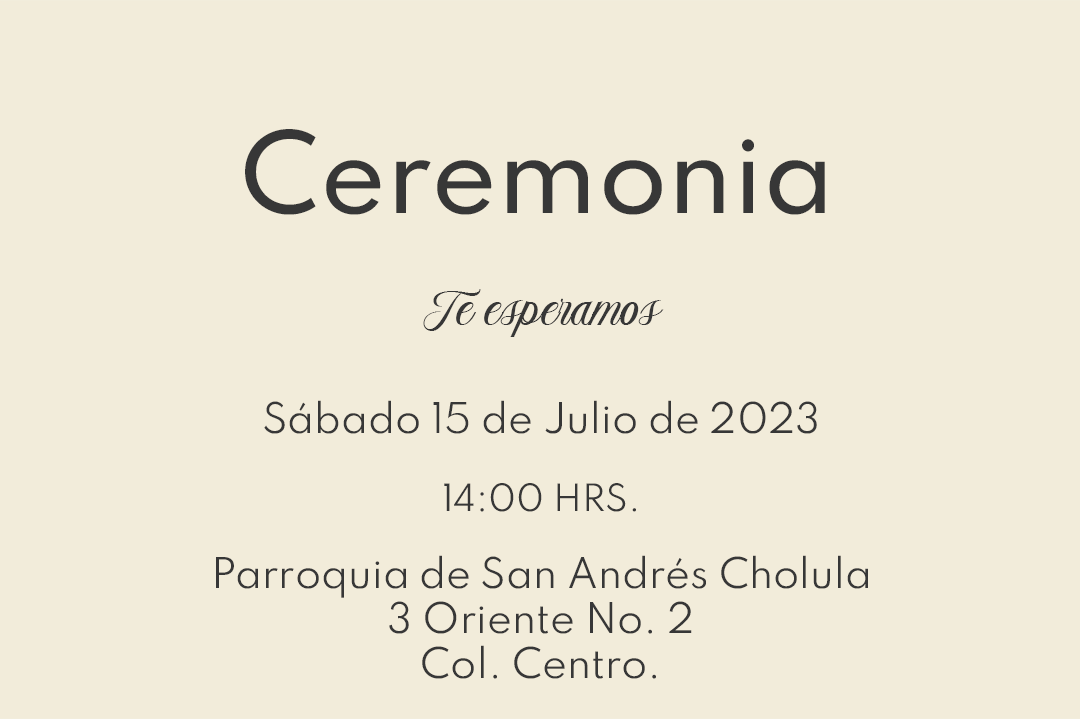 Ceremonia
Te esperamos
Sábado 15 de Julio de 2023
14:00 HRS.
Parroquia de San Andrés Cholula
3 Oriente No. 2
Col. Centro.